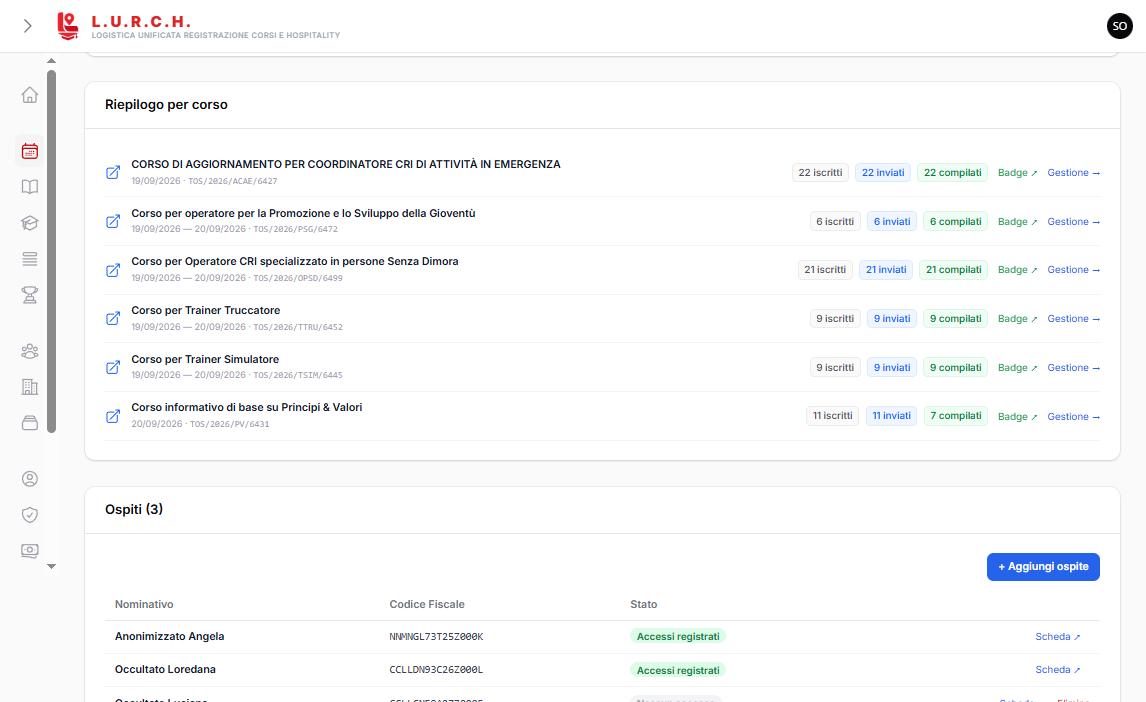 L.U.R.C.H.
LOGISTICA UNIFICATA REGISTRAZIONE CORSI E HOSPITALITY
SO
Riepilogo per corso
CORSO DI AGGIORNAMENTO PER COORDINATORE CRI DI ATTIVITÀ IN EMERGENZA
19/09/2026 · TOS/2026/ACAE/6427
22 iscritti 22 inviati 22 compilati Badge ↗ Gestione →
Corso per operatore per la Promozione e lo Sviluppo della Gioventù
19/09/2026 — 20/09/2026 · TOS/2026/PSG/6472
6 iscritti 6 inviati 6 compilati Badge ↗ Gestione →
Corso per Operatore CRI specializzato in persone Senza Dimora
19/09/2026 — 20/09/2026 · TOS/2026/OPSD/6499
21 iscritti 21 inviati 21 compilati Badge ↗ Gestione →
Corso per Trainer Truccatore
19/09/2026 — 20/09/2026 · TOS/2026/TTRU/6452
9 iscritti 9 inviati 9 compilati Badge ↗ Gestione →
Corso per Trainer Simulatore
19/09/2026 — 20/09/2026 · TOS/2026/TSIM/6445
9 iscritti 9 inviati 9 compilati Badge ↗ Gestione →
Corso informativo di base su Principi & Valori
20/09/2026 · TOS/2026/PV/6431
11 iscritti 11 inviati 7 compilati Badge ↗ Gestione →
Ospiti (3)
+ Aggiungi ospite
Nominativo Codice Fiscale Stato
Anonimizzato Angela NNMNGL73T25Z000K Accessi registrati Scheda ↗
Occultato Loredana CCLLDN93C26Z000L Accessi registrati Scheda ↗
Occultato Luciano